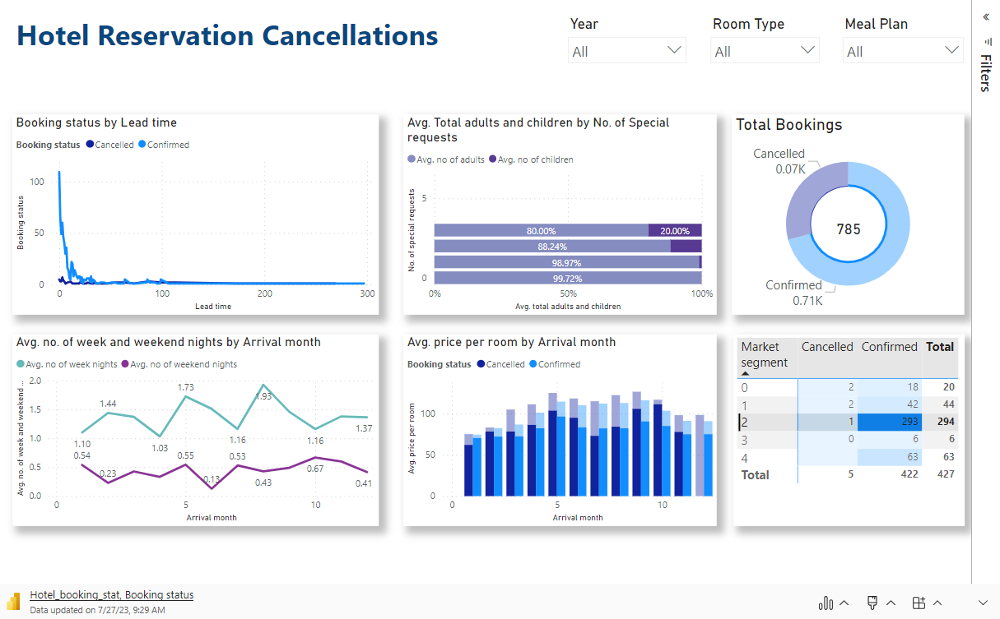 Hotel Reservation Cancellations
Year
All
Room Type
All
Meal Plan
All
Filters
Booking status by Lead time
Booking status Cancelled Confirmed
Booking status
100
50
0
0 100 200 300
Lead time
Avg. Total adults and children by No. of Special
requests
Avg. no of adults Avg. no of children
No. of special requests
5
0
80.00% 20.00%
88.24%
98.97%
99.72%
0% 50% 100%
Avg. total adults and children
Total Bookings
Cancelled
0.07K
785
Confirmed
0.71K
Avg. no. of week and weekend nights by Arrival month
Avg. no of week nights Avg. no of weekend nights
Avg. no. of week and weekend ...
2.0
1.5
1.0
0.5
0.0
1.10
1.44
1.03
1.73
1.16
1.93
1.16
1.37
0.54
0.23
0.55
0.13
0.53
0.43
0.67
0.41
0 5 10
Arrival month
Avg. price per room by Arrival month
Booking status Cancelled Confirmed
Avg. price per room
100
50
0
0 5 10
Arrival month
Market
segment
Cancelled Confirmed Total
0 2 18 20
1 2 42 44
2 1 293 294
3 0 6 6
4 63 63
Total 5 422 427
Hotel_booking_stat, Booking status
Data updated on 7/27/23, 9:29 AM